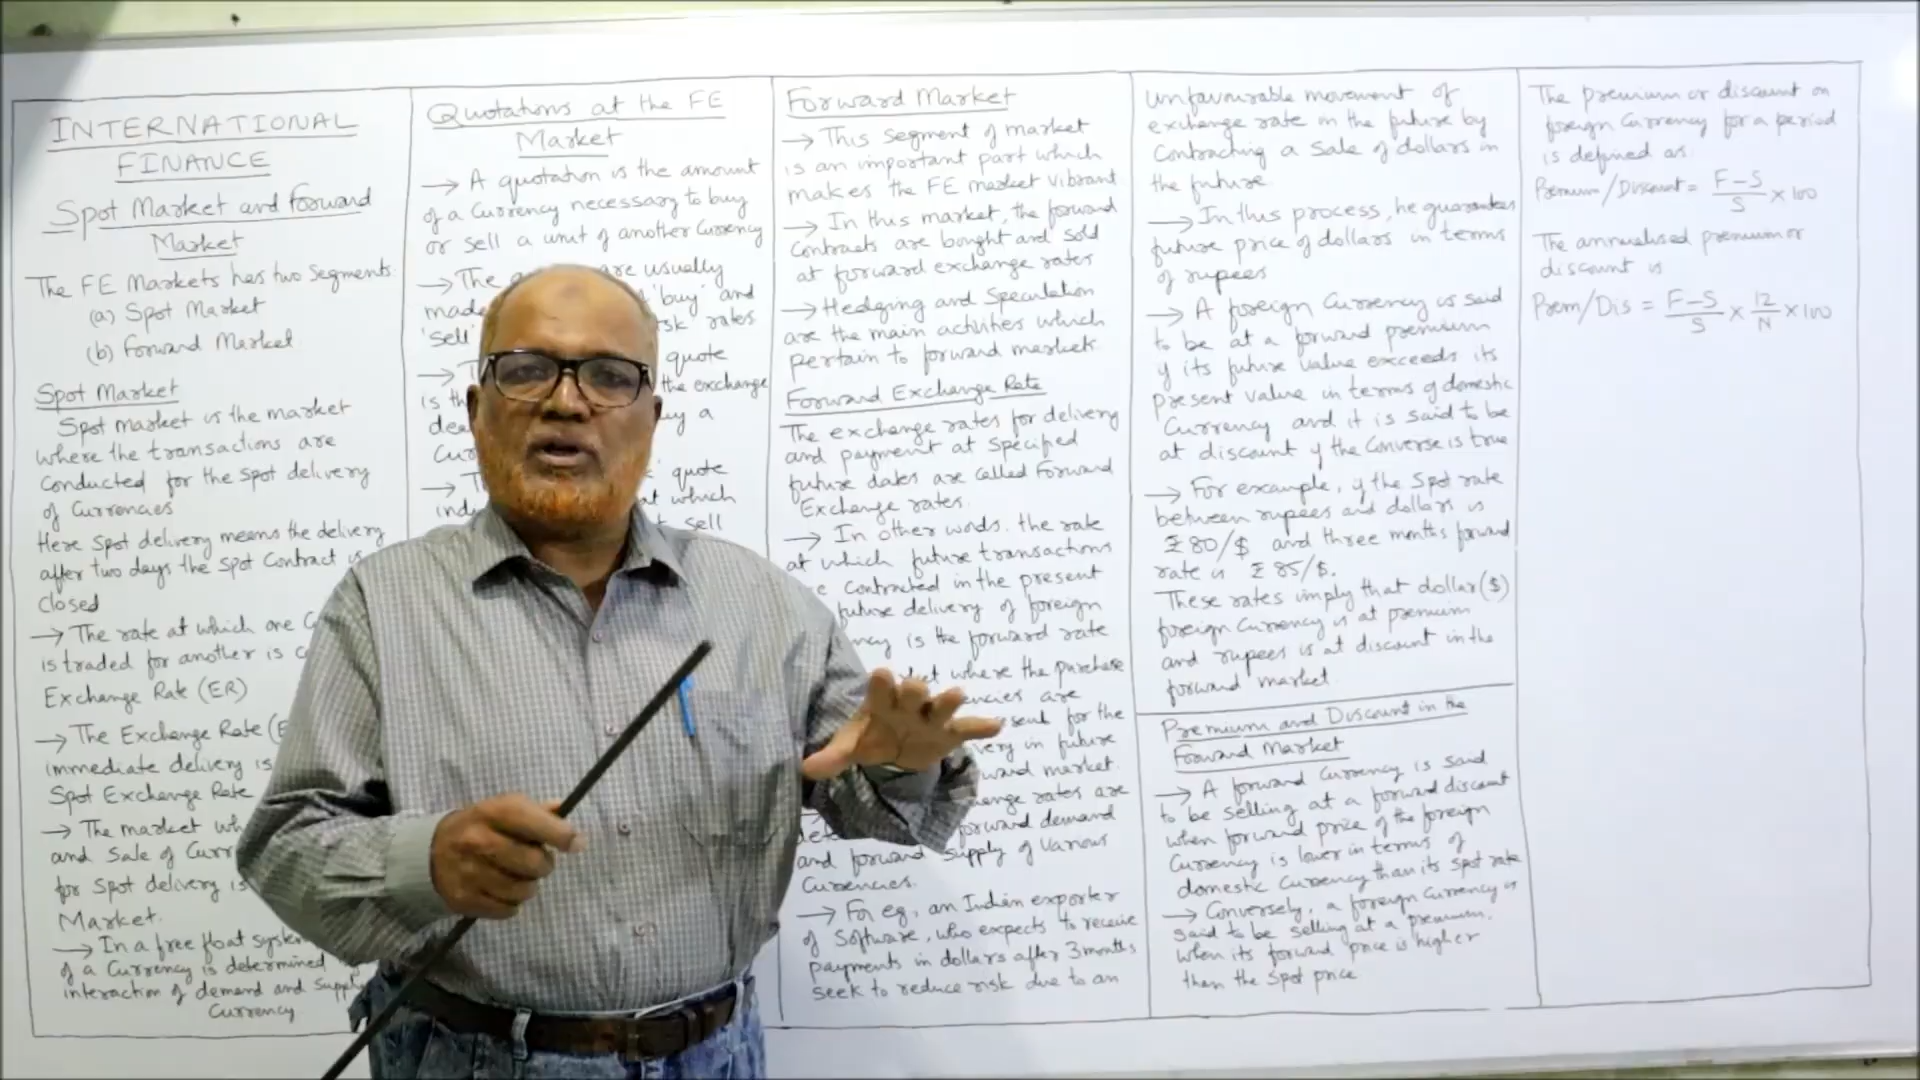 INTERNATIONAL
FINANCE
Spot Market and Forward
Market
The FE Markets has two segments
(a) Spot Market
(b) Forward Market
Spot Market
Spot market is the market
where the transactions are
conducted for the spot delivery
of currencies
Here spot delivery means the delivery
after two days the spot contract is
closed
→ The rate at which one
is traded for another is
Exchange Rate (ER)
→ The Exchange Rate
immediate delivery is
Spot Exchange Rate
→ The market
and Sale of
for spot delivery is
Market.
→ In a free float system
of a currency is determined
interaction of demand and supply
Currency
Quotations at the FE
Market
→ A quotation is the amount
of a currency necessary to buy
or sell a unit of another currency
→ The are usually
made 'buy' and
'sell' rates
→ quote
is the exchange
a
→ quote
which
sell
Forward Market
→ This segment of market
is an important part which
makes the FE market vibrant
→ In this market, the forward
contracts are bought and sold
at forward exchange rates
→ Hedging and Speculation
are the main activities which
pertain to forward markets
Forward Exchange Rate
The exchange rates for delivery
and payment at specified
future dates are called Forward
Exchange rates.
→ In other words. the rate
at which future transactions
contracted in the present
future delivery of foreign
is the forward rate
where the purchase
are
for the
in future
market.
rates are
forward demand
and forward supply of various
Currencies.
→ For eg, an Indian exporter
of software, who expects to receive
payments in dollars after 3 months
seek to reduce risk due to an
unfavourable movement of
exchange rate in the future by
contracting a sale of dollars in
the future.
→ In this process, he guarantees
future price of dollars in terms
of rupees
→ A foreign currency is said
to be at a forward premium
if its future value exceeds its
present value in terms of domestic
currency and it is said to be
at discount if the converse is true
→ For example, if the spot rate
between rupees and dollars is
₹80/$ and three months forward
rate is ₹85/$.
These rates imply that dollar($)
foreign currency is at premium
and rupees is at discount in the
forward market.
Premium and Discount in the
Forward Market
→ A forward currency is said
to be selling at a forward discount
when forward price of the foreign
currency is lower in terms of
domestic currency than its spot rate
→ Conversely, a foreign currency is
said to be selling at a premium.
when its forward price is higher
than the spot price
The premium or discount on
foreign currency for a period
is defined as
Premium/Discount = F-S/S × 100
The annualised premium or
discount is
Prem/Dis = F-S/S × 12/N × 100